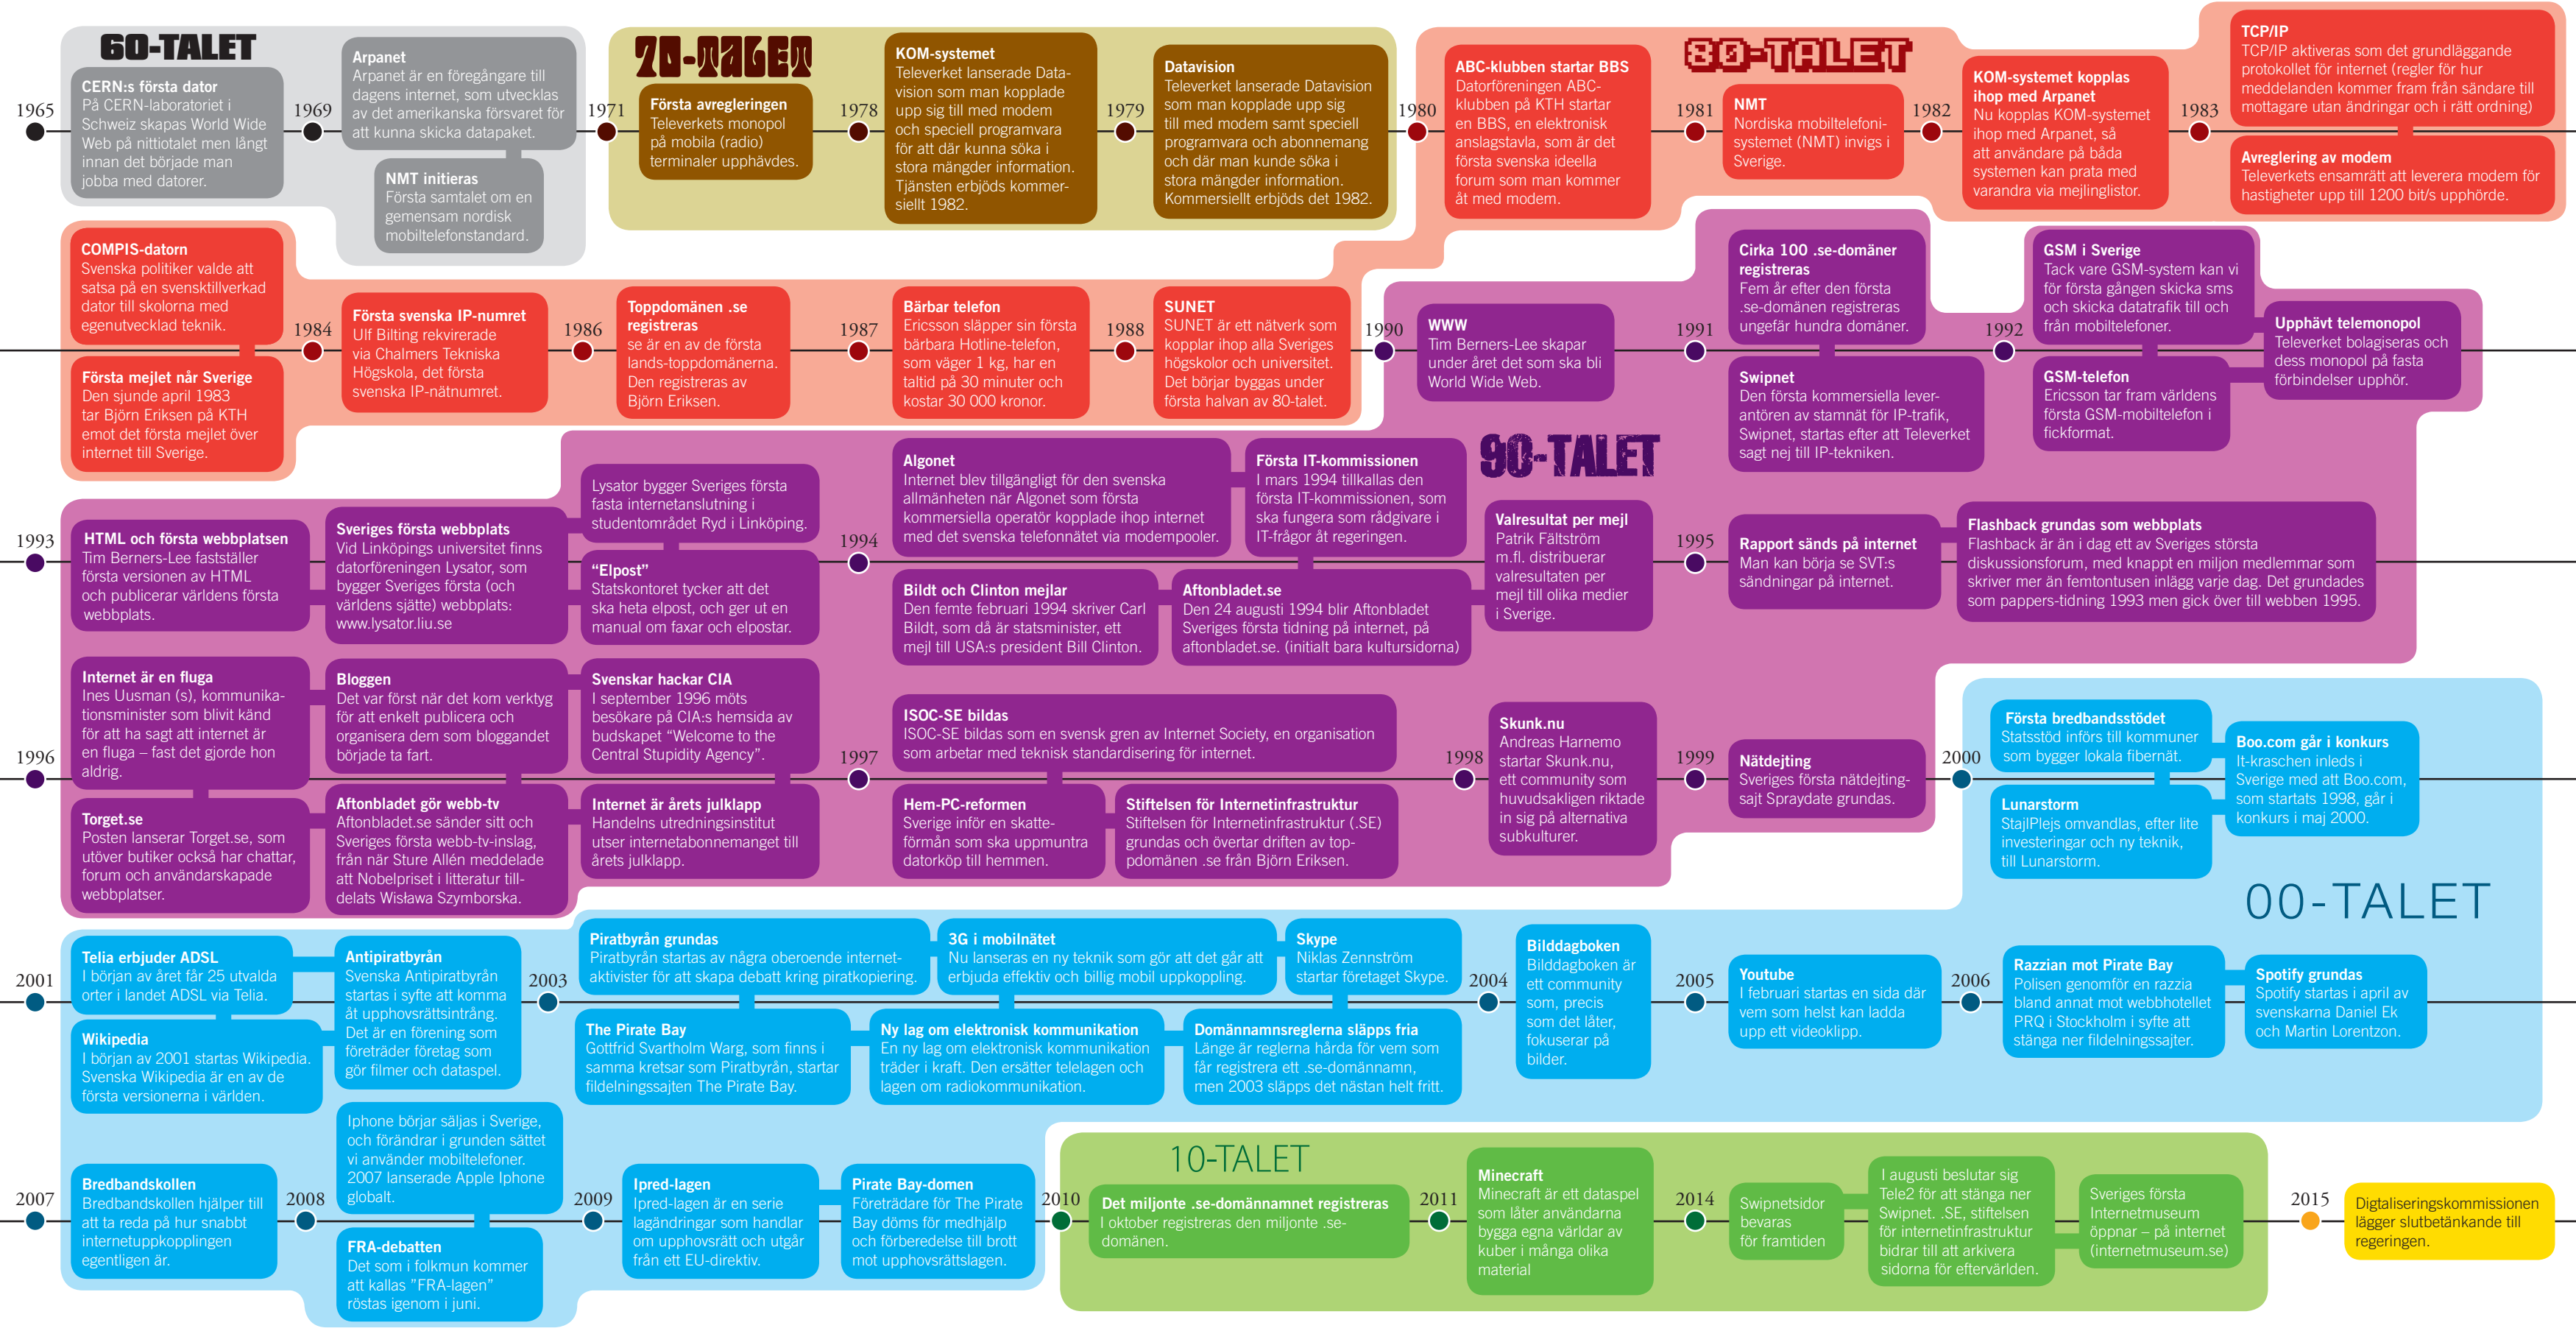 60-TALET
1965
CERN:s första dator
På CERN-laboratoriet i
Schweiz skapas World Wide
Web på nittiotalet men långt
innan det började man
jobba med datorer.
1969
Arpanet
Arpanet är en föregångare till
dagens internet, som utvecklas
av det amerikanska försvaret för
att kunna skicka datapaket.
NMT initieras
Första samtalet om en
gemensam nordisk
mobiltelefonstandard.
70-TALET
1971
Första avregleringen
Televerkets monopol
på mobila (radio)
terminaler upphävdes.
1978
KOM-systemet
Televerket lanserade Data-
vision som man kopplade
upp sig till med modem
och speciell programvara
för att där kunna söka i
stora mängder information.
Tjänsten erbjöds kommer-
siellt 1982.
1979
Datavision
Televerket lanserade Datavision
som man kopplade upp sig
till med modem samt speciell
programvara och abonnemang
och där man kunde söka i
stora mängder information.
Kommersiellt erbjöds det 1982.
80-TALET
1980
ABC-klubben startar BBS
Datorföreningen ABC-
klubben på KTH startar
en BBS, en elektronisk
anslagstavla, som är det
första svenska ideella
forum som man kommer
åt med modem.
1981
NMT
Nordiska mobiltelefoni-
systemet (NMT) invigs i
Sverige.
1982
KOM-systemet kopplas
ihop med Arpanet
Nu kopplas KOM-systemet
ihop med Arpanet, så
att användare på båda
systemen kan prata med
varandra via mejlinglistor.
1983
TCP/IP
TCP/IP aktiveras som det grundläggande
protokollet för internet (regler för hur
meddelanden kommer fram från sändare till
mottagare utan ändringar och i rätt ordning)
Avreglering av modem
Televerkets ensamrätt att leverera modem för
hastigheter upp till 1200 bit/s upphörde.
COMPIS-datorn
Svenska politiker valde att
satsa på en svensktillverkad
dator till skolorna med
egenutvecklad teknik.
Första mejlet når Sverige
Den sjunde april 1983
tar Björn Eriksen på KTH
emot det första mejlet över
internet till Sverige.
1984
Första svenska IP-numret
Ulf Bilting rekvirerade
via Chalmers Tekniska
Högskola, det första
svenska IP-nätnumret.
1986
Toppdomänen .se
registreras
se är en av de första
lands-toppdomänerna.
Den registreras av
Björn Eriksen.
1987
Bärbar telefon
Ericsson släpper sin första
bärbara Hotline-telefon,
som väger 1 kg, har en
taltid på 30 minuter och
kostar 30 000 kronor.
1988
SUNET
SUNET är ett nätverk som
kopplar ihop alla Sveriges
högskolor och universitet.
Det börjar byggas under
första halvan av 80-talet.
1990
WWW
Tim Berners-Lee skapar
under året det som ska bli
World Wide Web.
1991
Cirka 100 .se-domäner
registreras
Fem år efter den första
.se-domänen registreras
ungefär hundra domäner.
Swipnet
Den första kommersiella lever-
antören av stamnät för IP-trafik,
Swipnet, startas efter att Televerket
sagt nej till IP-tekniken.
1992
GSM i Sverige
Tack vare GSM-system kan vi
för första gången skicka sms
och skicka datatrafik till och
från mobiltelefoner.
GSM-telefon
Ericsson tar fram världens
första GSM-mobiltelefon i
fickformat.
Upphävt telemonopol
Televerket bolagiseras och
dess monopol på fasta
förbindelser upphör.
90-TALET
1993
HTML och första webbplatsen
Tim Berners-Lee fastställer
första versionen av HTML
och publicerar världens första
webbplats.
Sveriges första webbplats
Vid Linköpings universitet finns
datorföreningen Lysator, som
bygger Sveriges första (och
världens sjätte) webbplats:
www.lysator.liu.se
Lysator bygger Sveriges första
fasta internetanslutning i
studentområdet Ryd i Linköping.
“Elpost”
Statskontoret tycker att det
ska heta elpost, och ger ut en
manual om faxar och elpostar.
1994
Algonet
Internet blev tillgängligt för den svenska
allmänheten när Algonet som första
kommersiella operatör kopplade ihop internet
med det svenska telefonnätet via modempooler.
Första IT-kommissionen
I mars 1994 tillkallas den
första IT-kommissionen, som
ska fungera som rådgivare i
IT-frågor åt regeringen.
Bildt och Clinton mejlar
Den femte februari 1994 skriver Carl
Bildt, som då är statsminister, ett
mejl till USA:s president Bill Clinton.
Aftonbladet.se
Den 24 augusti 1994 blir Aftonbladet
Sveriges första tidning på internet, på
aftonbladet.se. (initialt bara kultursidorna)
Valresultat per mejl
Patrik Fältström
m.fl. distribuerar
valresultaten per
mejl till olika medier
i Sverige.
1995
Rapport sänds på internet
Man kan börja se SVT:s
sändningar på internet.
Flashback grundas som webbplats
Flashback är än i dag ett av Sveriges största
diskussionsforum, med knappt en miljon medlemmar som
skriver mer än femtontusen inlägg varje dag. Det grundades
som pappers-tidning 1993 men gick över till webben 1995.
1996
Internet är en fluga
Ines Uusman (s), kommunika-
tionsminister som blivit känd
för att ha sagt att internet är
en fluga – fast det gjorde hon
aldrig.
Torget.se
Posten lanserar Torget.se, som
utöver butiker också har chattar,
forum och användarskapade
webbplatser.
Bloggen
Det var först när det kom verktyg
för att enkelt publicera och
organisera dem som bloggandet
började ta fart.
Aftonbladet gör webb-tv
Aftonbladet.se sänder sitt och
Sveriges första webb-tv-inslag,
från när Sture Allén meddelade
att Nobelpriset i litteratur till-
delats Wisława Szymborska.
Svenskar hackar CIA
I september 1996 möts
besökare på CIA:s hemsida av
budskapet “Welcome to the
Central Stupidity Agency”.
Internet är årets julklapp
Handelns utredningsinstitut
utser internetabonnemanget till
årets julklapp.
1997
ISOC-SE bildas
ISOC-SE bildas som en svensk gren av Internet Society, en organisation
som arbetar med teknisk standardisering för internet.
Hem-PC-reformen
Sverige inför en skatte-
förmån som ska uppmuntra
datorköp till hemmen.
Stiftelsen för Internetinfrastruktur
Stiftelsen för Internetinfrastruktur (.SE)
grundas och övertar driften av top-
pdomänen .se från Björn Eriksen.
1998
Skunk.nu
Andreas Harnemo
startar Skunk.nu,
ett community som
huvudsakligen riktade
in sig på alternativa
subkulturer.
1999
Nätdejting
Sveriges första nätdejting-
sajt Spraydate grundas.
2000
Första bredbandsstödet
Statsstöd införs till kommuner
som bygger lokala fibernät.
Lunarstorm
StajlPlejs omvandlas, efter lite
investeringar och ny teknik,
till Lunarstorm.
Boo.com går i konkurs
It-kraschen inleds i
Sverige med att Boo.com,
som startats 1998, går i
konkurs i maj 2000.
00-TALET
2001
Telia erbjuder ADSL
I början av året får 25 utvalda
orter i landet ADSL via Telia.
Wikipedia
I början av 2001 startas Wikipedia.
Svenska Wikipedia är en av de
första versionerna i världen.
Antipiratbyrån
Svenska Antipiratbyrån
startas i syfte att komma
åt upphovsrättsintrång.
Det är en förening som
företräder företag som
gör filmer och dataspel.
2003
Piratbyrån grundas
Piratbyrån startas av några oberoende internet-
aktivister för att skapa debatt kring piratkopiering.
The Pirate Bay
Gottfrid Svartholm Warg, som finns i
samma kretsar som Piratbyrån, startar
fildelningssajten The Pirate Bay.
3G i mobilnätet
Nu lanseras en ny teknik som gör att det går att
erbjuda effektiv och billig mobil uppkoppling.
Ny lag om elektronisk kommunikation
En ny lag om elektronisk kommunikation
träder i kraft. Den ersätter telelagen och
lagen om radiokommunikation.
Skype
Niklas Zennström
startar företaget Skype.
Domännamnsreglerna släpps fria
Länge är reglerna hårda för vem som
får registrera ett .se-domännamn,
men 2003 släpps det nästan helt fritt.
2004
Bilddagboken
Bilddagboken är
ett community
som, precis
som det låter,
fokuserar på
bilder.
2005
Youtube
I februari startas en sida där
vem som helst kan ladda
upp ett videoklipp.
2006
Razzian mot Pirate Bay
Polisen genomför en razzia
bland annat mot webbhotellet
PRQ i Stockholm i syfte att
stänga ner fildelningssajter.
Spotify grundas
Spotify startas i april av
svenskarna Daniel Ek
och Martin Lorentzon.
2007
Bredbandskollen
Bredbandskollen hjälper till
att ta reda på hur snabbt
internetuppkopplingen
egentligen är.
2008
Iphone börjar säljas i Sverige,
och förändrar i grunden sättet
vi använder mobiltelefoner.
2007 lanserade Apple Iphone
globalt.
FRA-debatten
Det som i folkmun kommer
att kallas ”FRA-lagen”
röstas igenom i juni.
2009
Ipred-lagen
Ipred-lagen är en serie
lagändringar som handlar
om upphovsrätt och utgår
från ett EU-direktiv.
Pirate Bay-domen
Företrädare för The Pirate
Bay döms för medhjälp
och förberedelse till brott
mot upphovsrättslagen.
10-TALET
2010
Det miljonte .se-domännamnet registreras
I oktober registreras den miljonte .se-
domänen.
2011
Minecraft
Minecraft är ett dataspel
som låter användarna
bygga egna världar av
kuber i många olika
material
2014
Swipnetsidor
bevaras
för framtiden
I augusti beslutar sig
Tele2 för att stänga ner
Swipnet. .SE, stiftelsen
för internetinfrastruktur
bidrar till att arkivera
sidorna för eftervärlden.
Sveriges första
Internetmuseum
öppnar – på internet
(internetmuseum.se)
2015
Digtaliseringskommissionen
lägger slutbetänkande till
regeringen.